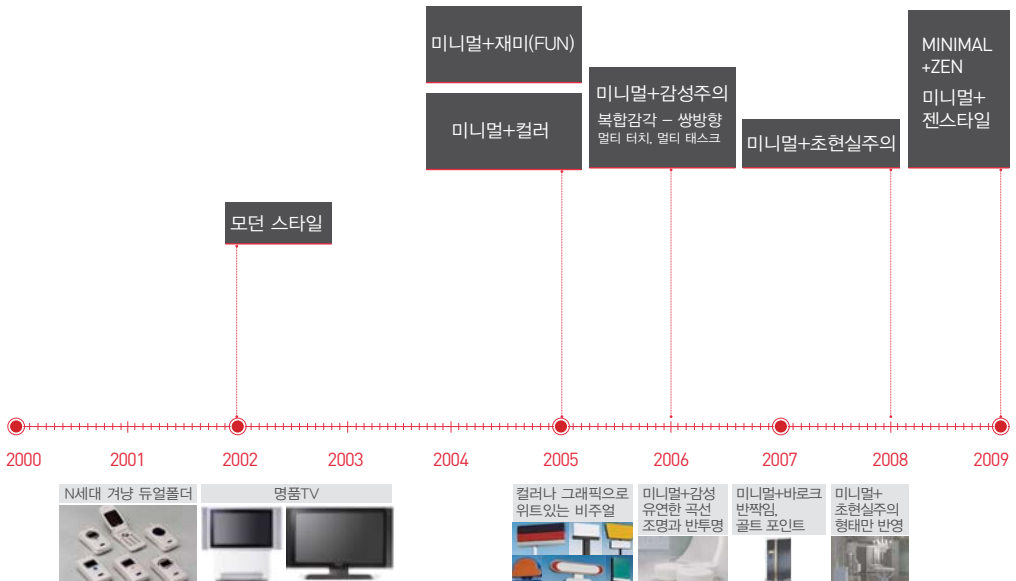 미니멀+재미(FUN)
미니멀+컬러
미니멀+감성주의
복합감각 – 쌍방향
멀티 터치, 멀티 태스크
미니멀+초현실주의
MINIMAL
+ZEN
미니멀+
젠스타일
모던 스타일
2000 2001 2002 2003 2004 2005 2006 2007 2008 2009
N세대 겨냥 듀얼폴더
명품TV
컬러나 그래픽으로
위트있는 비주얼
미니멀+감성
유연한 곡선
조명과 반투명
미니멀+바로크
반짝임,
골트 포인트
미니멀+
초현실주의
형태만 반영